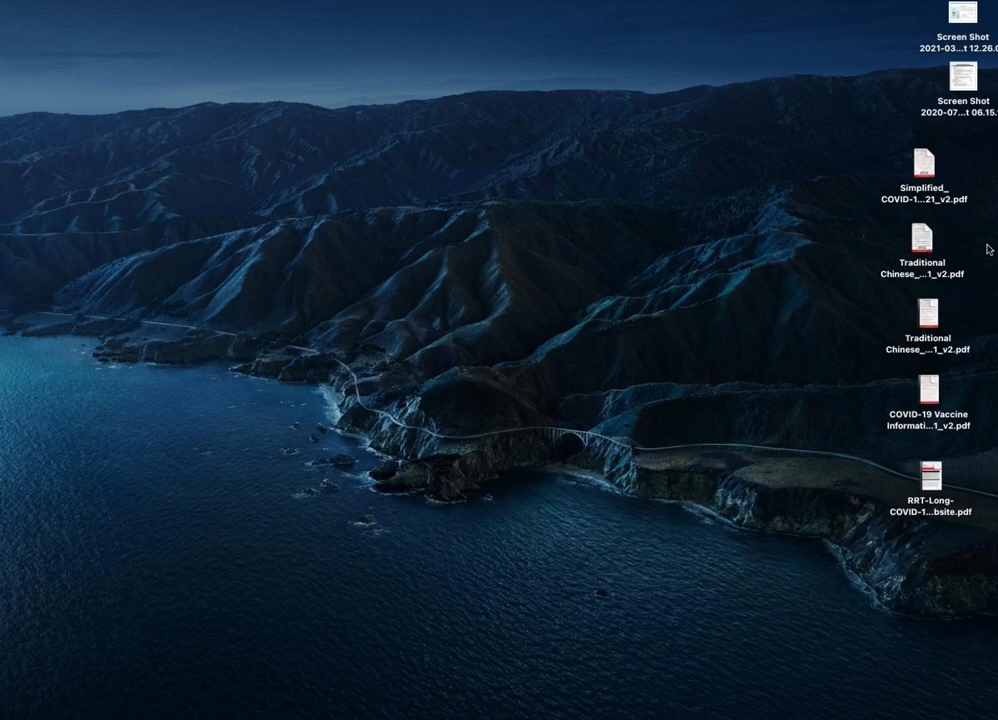 Screen Shot
2021-03...t 12.26.0
Screen Shot
2020-07...t 06.15.
Simplified_
COVID-1...21_v2.pdf
Traditional
Chinese_...1_v2.pdf
Traditional
Chinese_...1_v2.pdf
COVID-19 Vaccine
Informati...1_v2.pdf
RRT-Long-
COVID-1...bsite.pdf